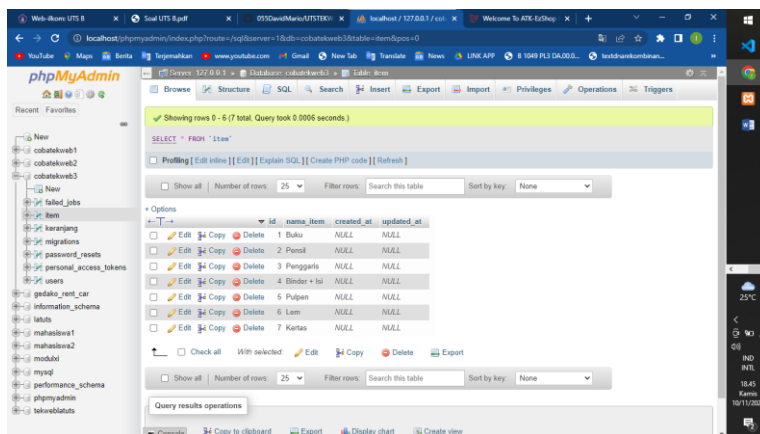 Web-ilkom: UTS B
Soal UTS B.pdf
055DavidMario/UTSTEKW
localhost / 127.0.0.1 / cob
Welcome To ATK-EzShop
localhost/phpmyadmin/index.php?route=/sql&server=1&db=cobatekweb3&table=item&pos=0
YouTube Maps Berita Terjemahkan www.youtube.com Gmail New Tab Translate News LINK APP B 1049 PL3 DA.00.0... textdnarekombinan...
phpMyAdmin
Recent Favorites
New
cobatekweb1
cobatekweb2
cobatekweb3
New
failed_jobs
item
keranjang
migrations
password_resets
personal_access_tokens
users
gedako_rent_car
information_schema
latuts
mahasiswa1
mahasiswa2
modulxi
mysql
performance_schema
phpmyadmin
tekweblatuts
Server: 127.0.0.1 » Database: cobatekweb3 » Table: item
Browse Structure SQL Search Insert Export Import Privileges Operations Triggers
Showing rows 0 - 6 (7 total, Query took 0.0006 seconds.)
SELECT * FROM `item`
Profiling [ Edit inline ] [ Edit ] [ Explain SQL ] [ Create PHP code ] [ Refresh ]
Show all | Number of rows: 25 Filter rows: Search this table Sort by key: None
+ Options
←T→ id nama_item created_at updated_at
Edit Copy Delete 1 Buku NULL NULL
Edit Copy Delete 2 Pensil NULL NULL
Edit Copy Delete 3 Penggaris NULL NULL
Edit Copy Delete 4 Binder + Isi NULL NULL
Edit Copy Delete 5 Pulpen NULL NULL
Edit Copy Delete 6 Lem NULL NULL
Edit Copy Delete 7 Kertas NULL NULL
Check all With selected: Edit Copy Delete Export
Show all | Number of rows: 25 Filter rows: Search this table Sort by key: None
Query results operations
Console Copy to clipboard Export Display chart Create view
25°C
IND
INTL
18.45
Kamis
10/11/202